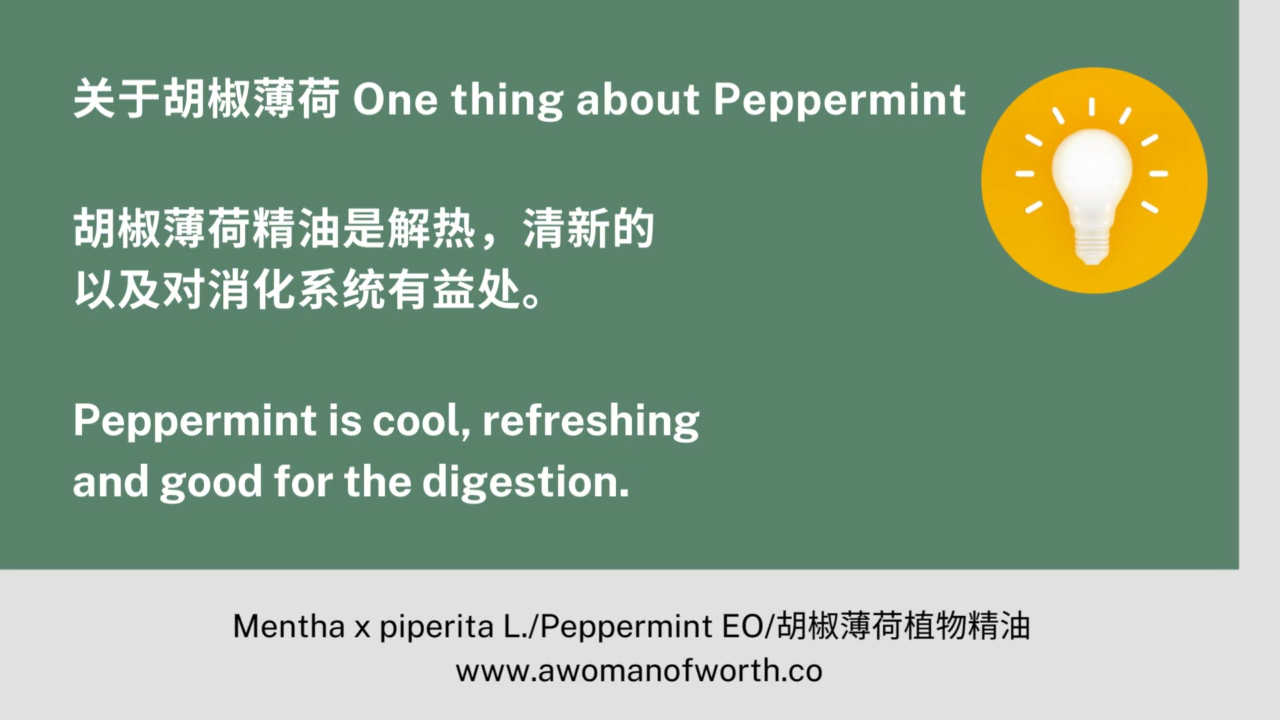 关于胡椒薄荷 One thing about Peppermint
胡椒薄荷精油是解热，清新的
以及对消化系统有益处。
Peppermint is cool, refreshing
and good for the digestion.
Mentha x piperita L./Peppermint EO/胡椒薄荷植物精油
www.awomanofworth.co